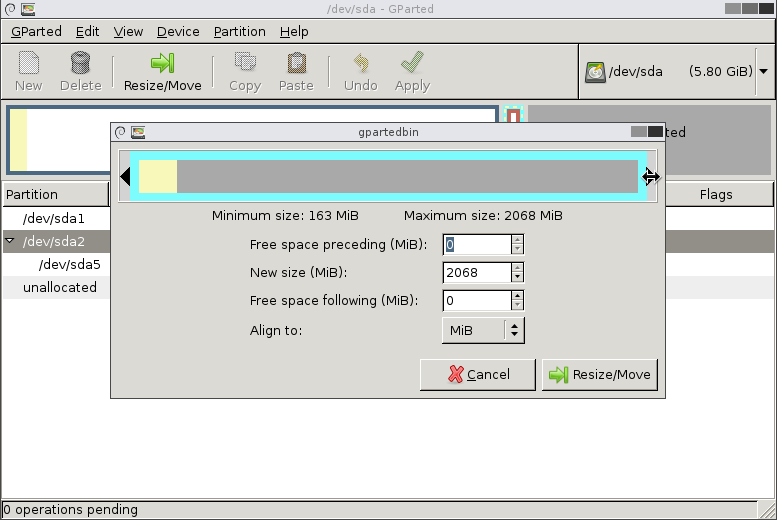 /dev/sda - GParted
GParted Edit View Device Partition Help
New Delete Resize/Move Copy Paste Undo Apply /dev/sda (5.80 GiB)
gpartedbin
Minimum size: 163 MiB Maximum size: 2068 MiB
Free space preceding (MiB): 0
New size (MiB): 2068
Free space following (MiB): 0
Align to: MiB
Cancel Resize/Move
Partition Flags
/dev/sda1
/dev/sda2
/dev/sda5
unallocated
0 operations pending